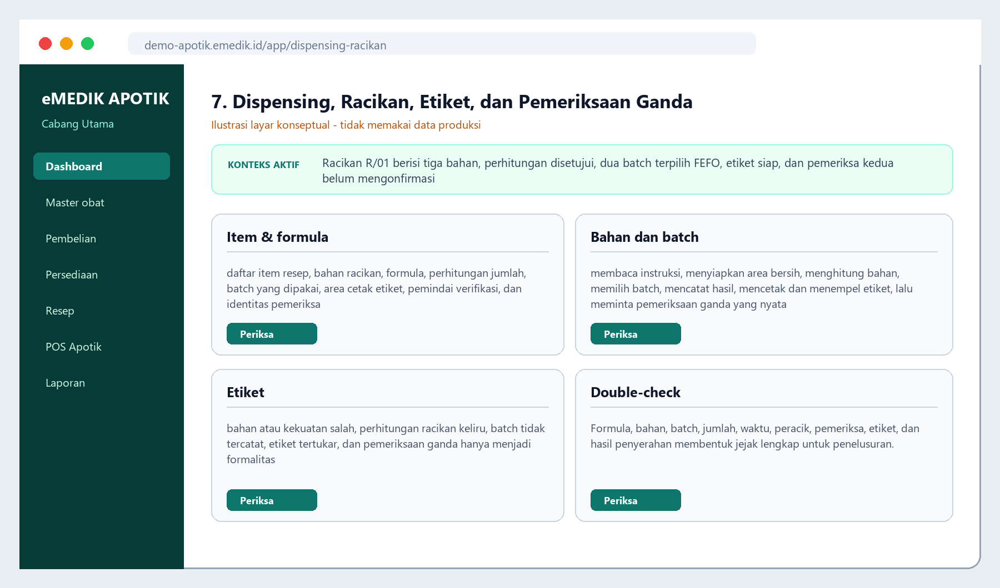 demo-apotik.emedik.id/app/dispensing-racikan
eMEDIK APOTIK
Cabang Utama
Dashboard
Master obat
Pembelian
Persediaan
Resep
POS Apotik
Laporan
7. Dispensing, Racikan, Etiket, dan Pemeriksaan Ganda
Ilustrasi layar konseptual - tidak memakai data produksi
KONTEKS AKTIF
Racikan R/01 berisi tiga bahan, perhitungan disetujui, dua batch terpilih FEFO, etiket siap, dan pemeriksa kedua
belum mengonfirmasi
Item & formula
daftar item resep, bahan racikan, formula, perhitungan jumlah,
batch yang dipakai, area cetak etiket, pemindai verifikasi, dan
identitas pemeriksa
Periksa
Bahan dan batch
membaca instruksi, menyiapkan area bersih, menghitung bahan,
memilih batch, mencatat hasil, mencetak dan menempel etiket, lalu
meminta pemeriksaan ganda yang nyata
Periksa
Etiket
bahan atau kekuatan salah, perhitungan racikan keliru, batch tidak
tercatat, etiket tertukar, dan pemeriksaan ganda hanya menjadi
formalitas
Periksa
Double-check
Formula, bahan, batch, jumlah, waktu, peracik, pemeriksa, etiket, dan
hasil penyerahan membentuk jejak lengkap untuk penelusuran.
Periksa